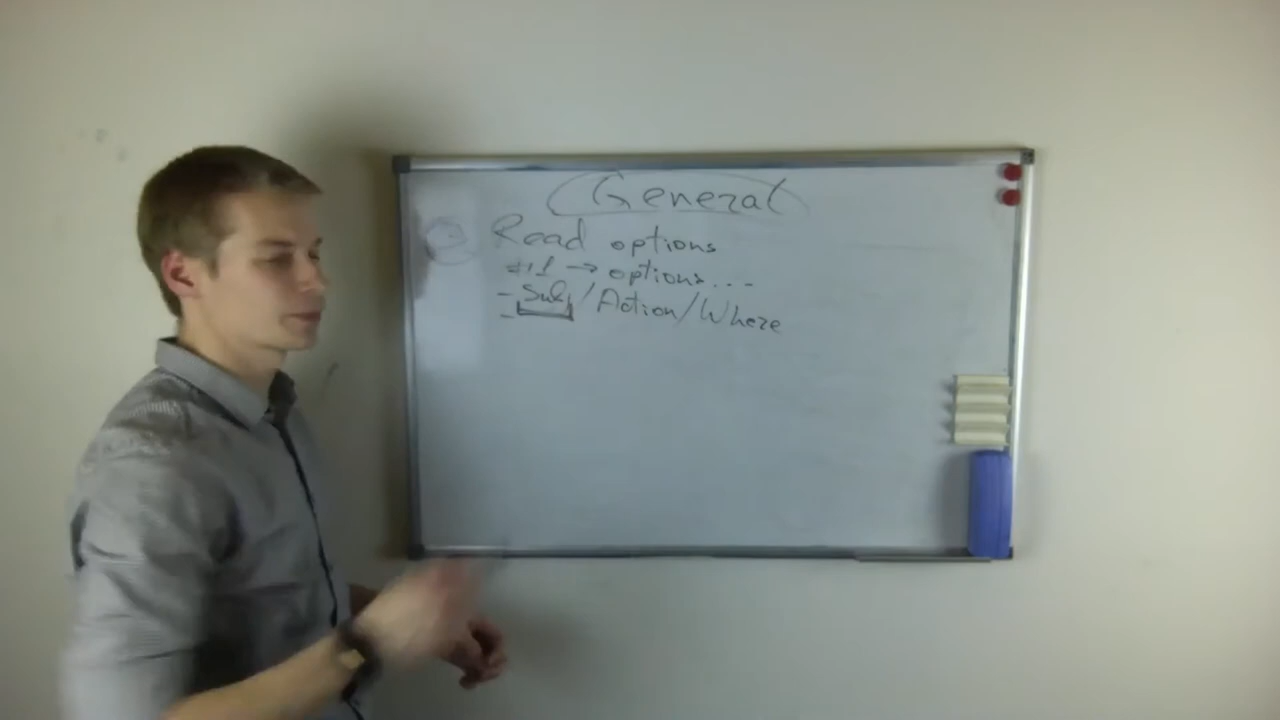 General
Read options
#1 → options...
- Sub/Action/Where
-